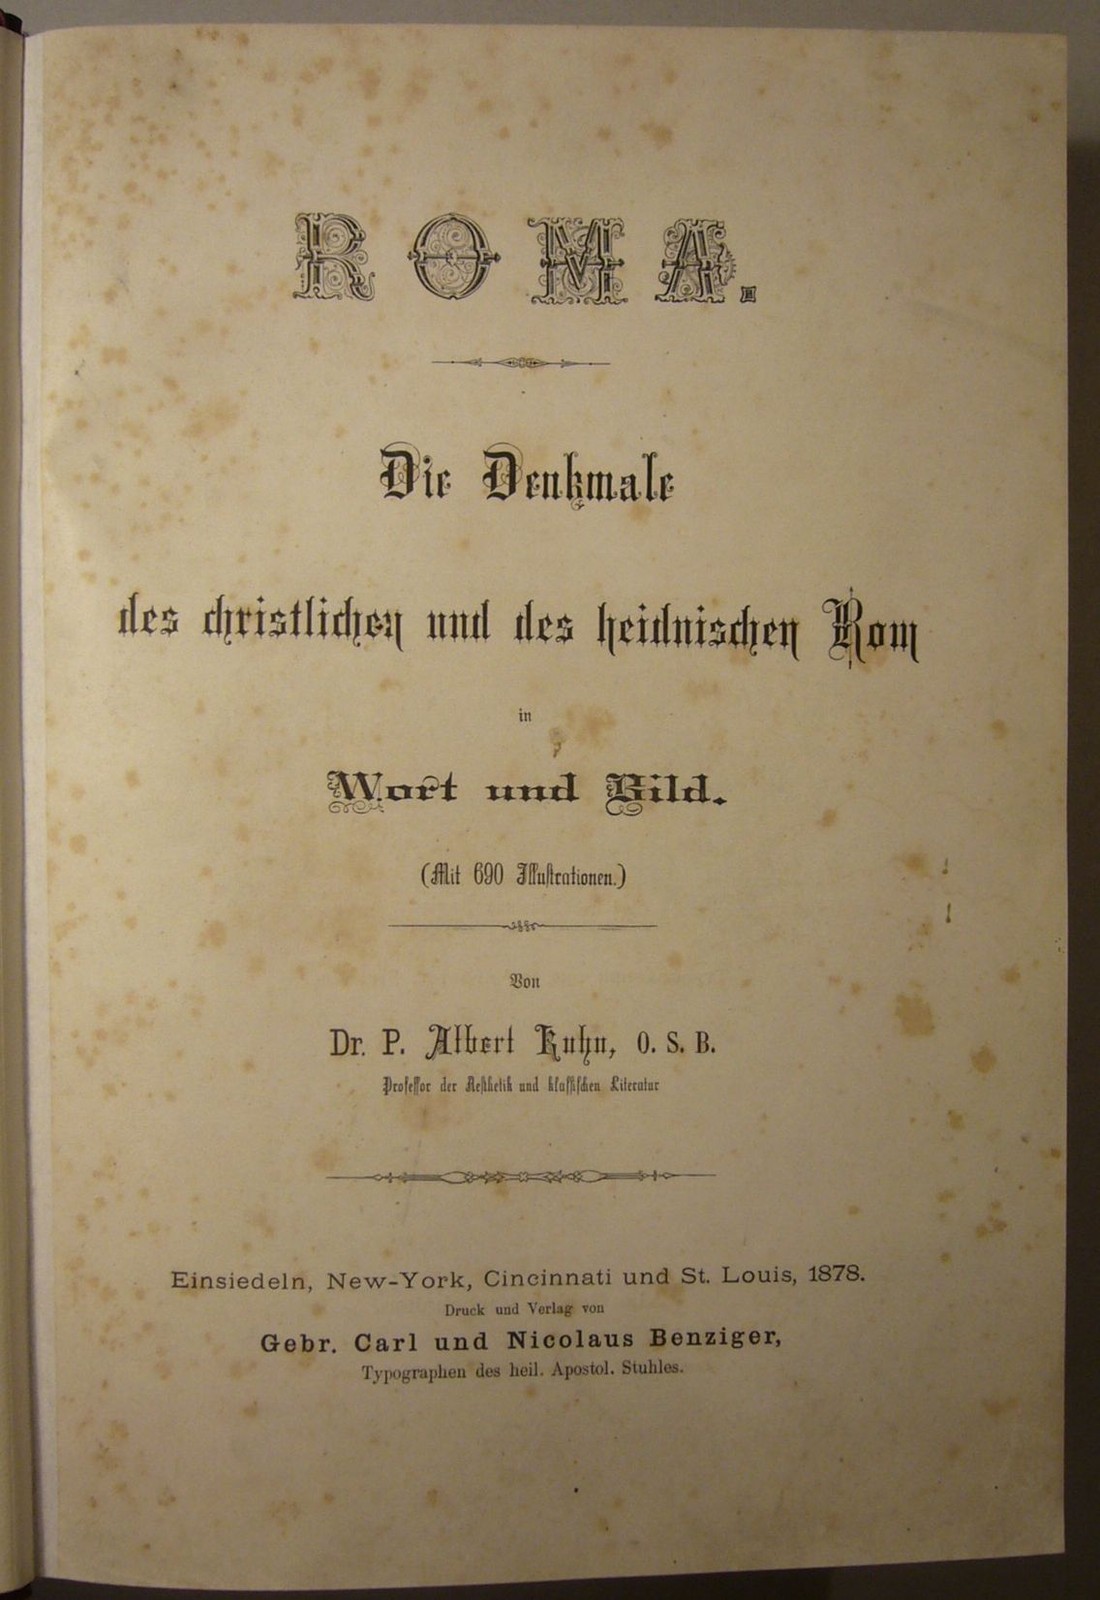 ROMA.
Die Denkmale
des christlichen und des heidnischen Rom
in
Wort und Bild.
(Mit 690 Illustrationen.)
Von
Dr. P. Albert Kuhn, O. S. B.
Professor der Aesthetik und klassischen Literatur
Einsiedeln, New-York, Cincinnati und St. Louis, 1878.
Druck und Verlag von
Gebr. Carl und Nicolaus Benziger,
Typographen des heil. Apostol. Stuhles.